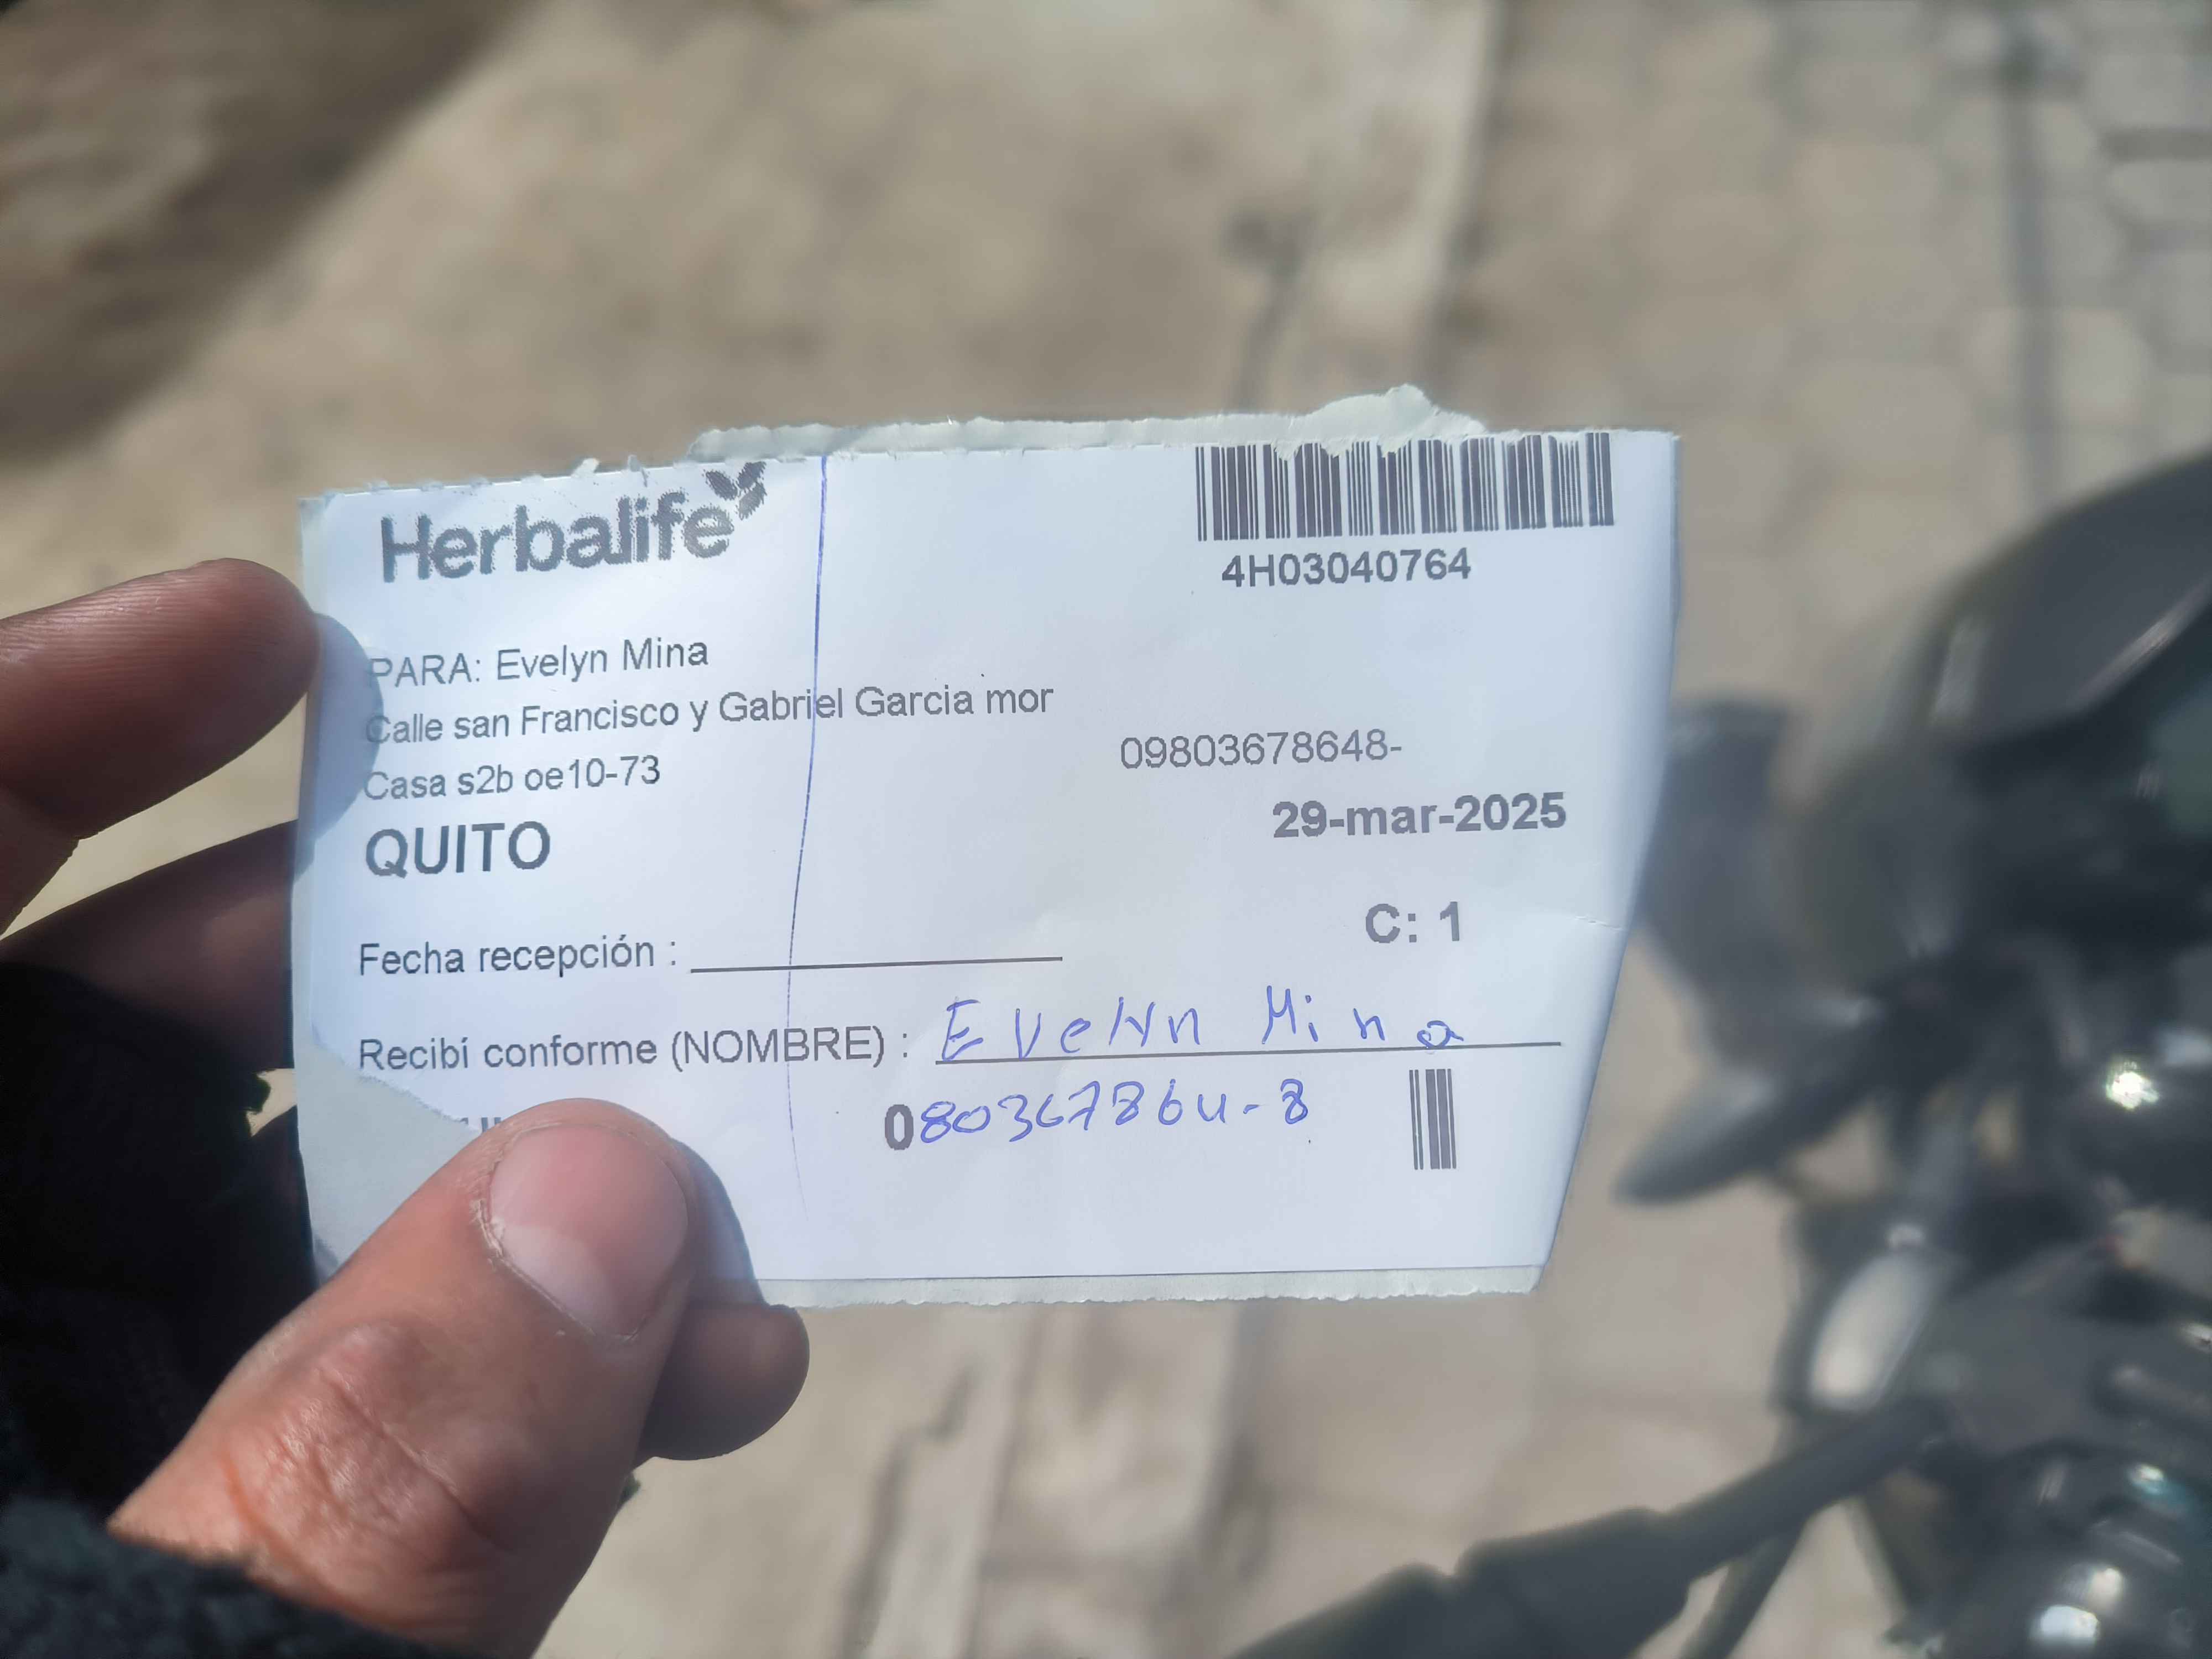 Herbalife
4H03040764
PARA: Evelyn Mina
Calle san Francisco y Gabriel Garcia mor
09803678648-
Casa s2b oe10-73
29-mar-2025
QUITO
C: 1
Fecha recepción :
Recibí conforme (NOMBRE) : Evelyn Mina
080367864-8